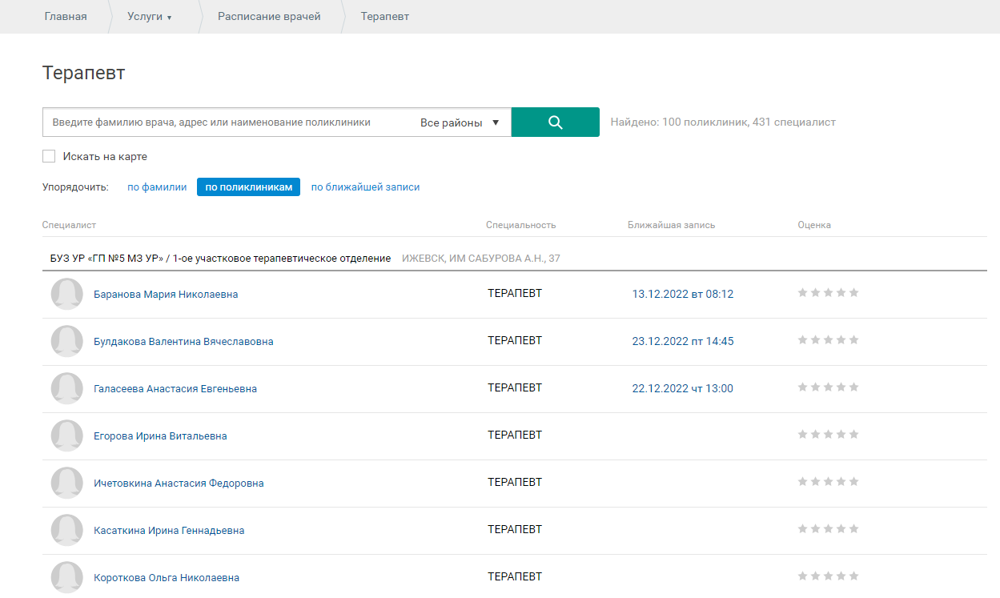 Главная Услуги ▾ Расписание врачей Терапевт
Терапевт
Введите фамилию врача, адрес или наименование поликлиники Все районы ▼ Найдено: 100 поликлиник, 431 специалист
Искать на карте
Упорядочить: по фамилии по поликлиникам по ближайшей записи
Специалист Специальность Ближайшая запись Оценка
БУЗ УР «ГП №5 МЗ УР» / 1-ое участковое терапевтическое отделение ИЖЕВСК, ИМ САБУРОВА А.Н., 37
Баранова Мария Николаевна ТЕРАПЕВТ 13.12.2022 вт 08:12
Булдакова Валентина Вячеславовна ТЕРАПЕВТ 23.12.2022 пт 14:45
Галасеева Анастасия Евгеньевна ТЕРАПЕВТ 22.12.2022 чт 13:00
Егорова Ирина Витальевна ТЕРАПЕВТ
Ичетовкина Анастасия Федоровна ТЕРАПЕВТ
Касаткина Ирина Геннадьевна ТЕРАПЕВТ
Короткова Ольга Николаевна ТЕРАПЕВТ